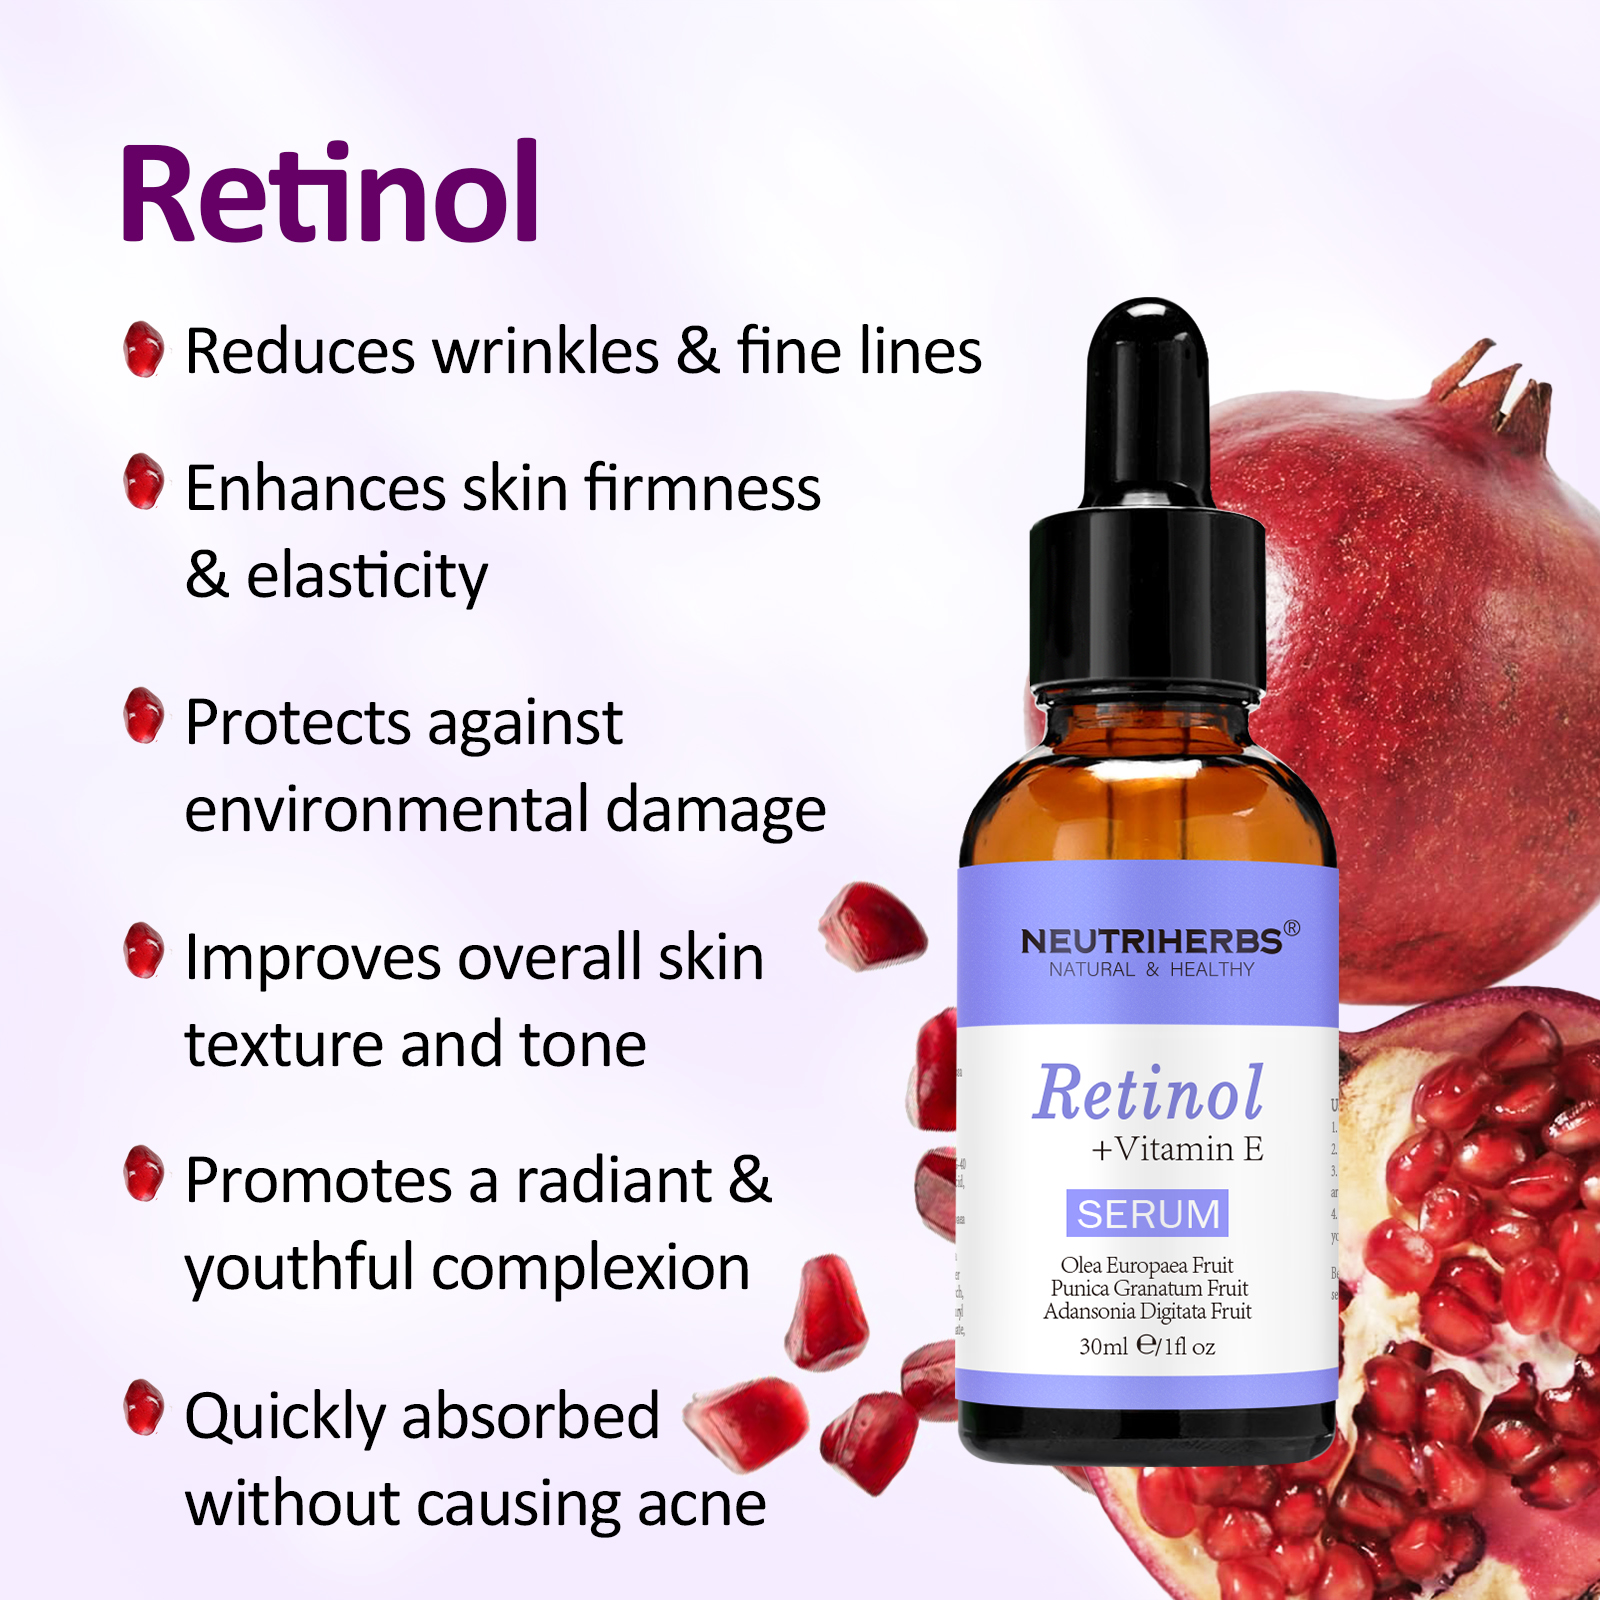 Retinol
Reduces wrinkles & fine lines
Enhances skin firmness
& elasticity
Protects against
environmental damage
Improves overall skin
texture and tone
Promotes a radiant &
youthful complexion
Quickly absorbed
without causing acne
NEUTRIHERBS®
NATURAL & HEALTHY
Retinol
+Vitamin E
SERUM
Olea Europaea Fruit
Punica Granatum Fruit
Adansonia Digitata Fruit
30ml ℮/1fl oz